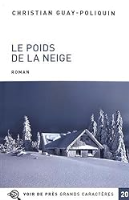 CHRISTIAN GUAY-POLIQUIN
LE POIDS
DE LA NEIGE
ROMAN
VOIR DE PRÈS GRANDS CARACTÈRES 20